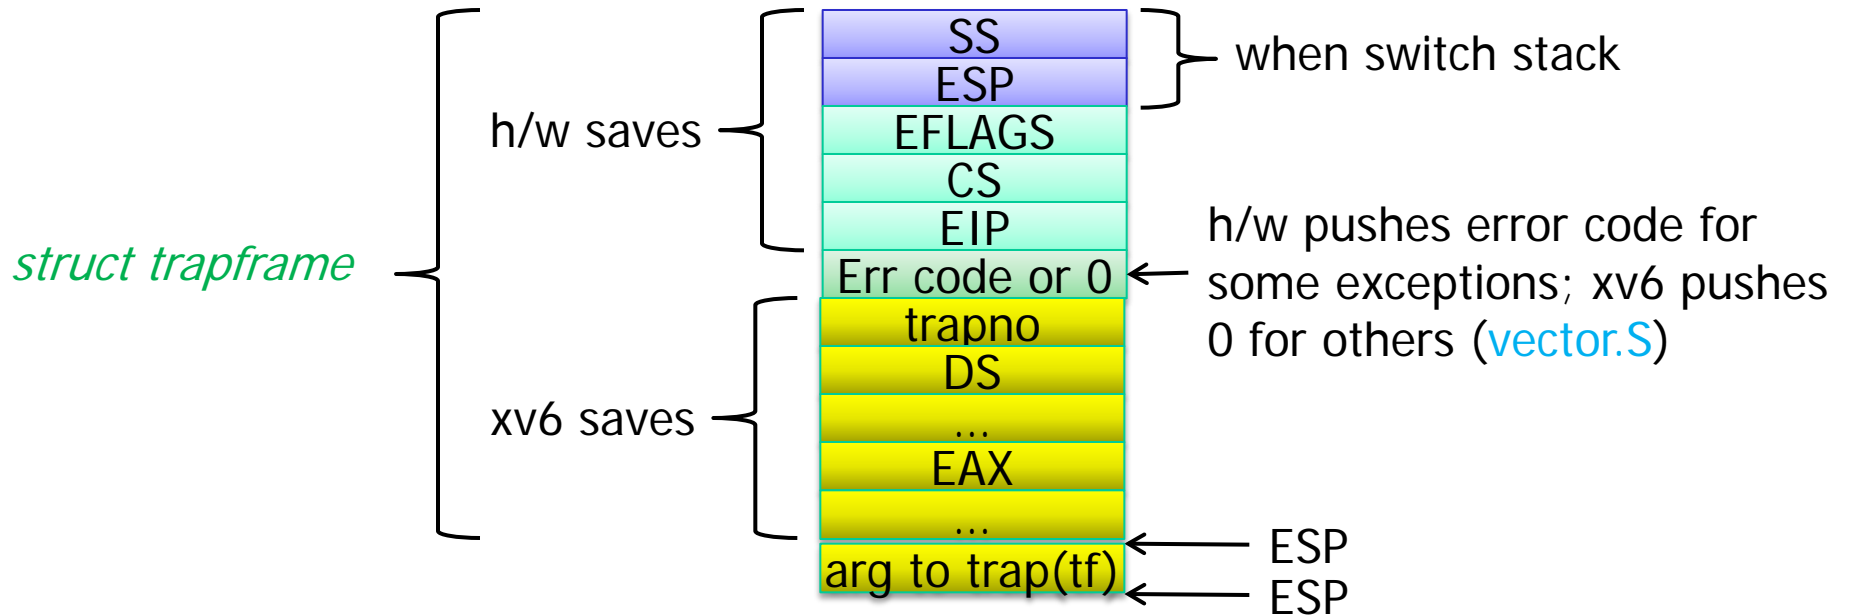 SS
ESP
when switch stack
h/w saves
EFLAGS
CS
EIP
struct trapframe
Err code or 0
h/w pushes error code for
some exceptions; xv6 pushes
0 for others (vector.S)
trapno
DS
xv6 saves
...
EAX
...
ESP
arg to trap(tf)
ESP